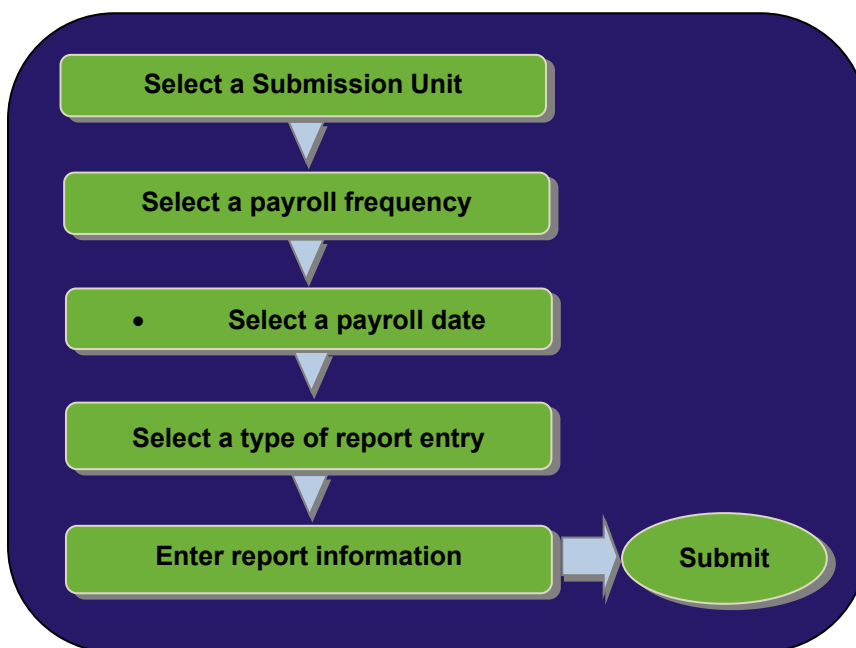 Select a Submission Unit
Select a payroll frequency
• Select a payroll date
Select a type of report entry
Enter report information
Submit